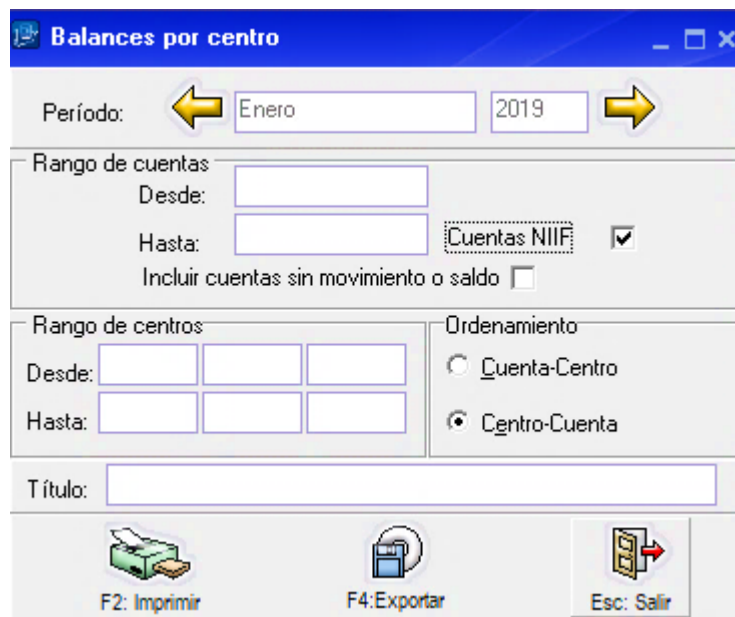 Balances por centro
Período: Enero 2019
Rango de cuentas
Desde:
Hasta: Cuentas NIIF
Incluir cuentas sin movimiento o saldo
Rango de centros Ordenamiento
Desde: Cuenta-Centro
Hasta: Centro-Cuenta
Título:
F2: Imprimir F4:Exportar Esc: Salir